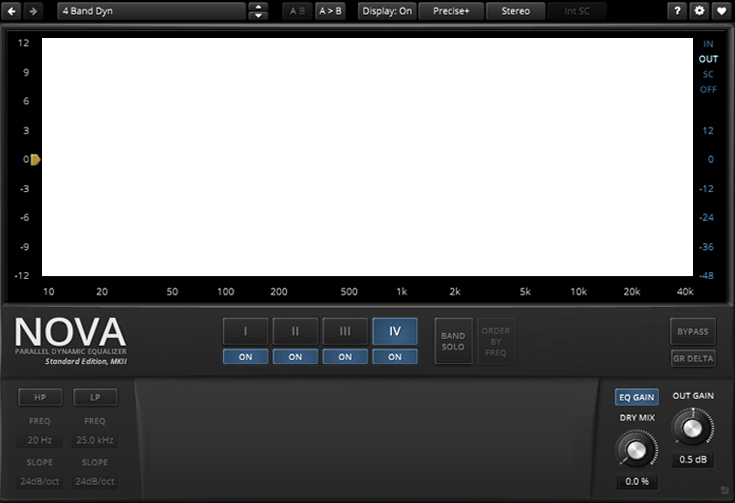 4 Band Dyn A B A > B Display: On Precise+ Stereo Int SC ?
12 IN
OUT
9 SC
OFF
6
3 12
0 0
-3 -12
-6 -24
-9 -36
-12 -48
10 20 50 100 200 500 1k 2k 5k 10k 20k 40k
NOVA
PARALLEL DYNAMIC EQUALIZER
Standard Edition, MKII
I II III IV
ON ON ON ON
BAND
SOLO
ORDER
BY
FREQ
BYPASS
GR DELTA
HP LP
FREQ FREQ
20 Hz 25.0 kHz
SLOPE SLOPE
24dB/oct 24dB/oct
EQ GAIN OUT GAIN
DRY MIX
0.5 dB
0.0 %